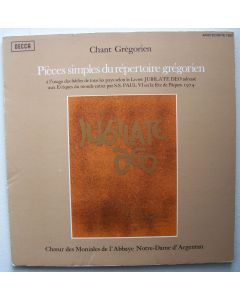 DECCA
Chant Grégorien
Pièces simples du répertoire grégorien
à l'usage des fidèles de tous les pays selon le Livret JUBILATE DEO adressé
aux Evêques du monde entier par S.S. PAUL VI en la fête de Pâques 1974
JUBILATE
DEO
Chœur des Moniales de l'Abbaye Notre-Dame d'Argentan